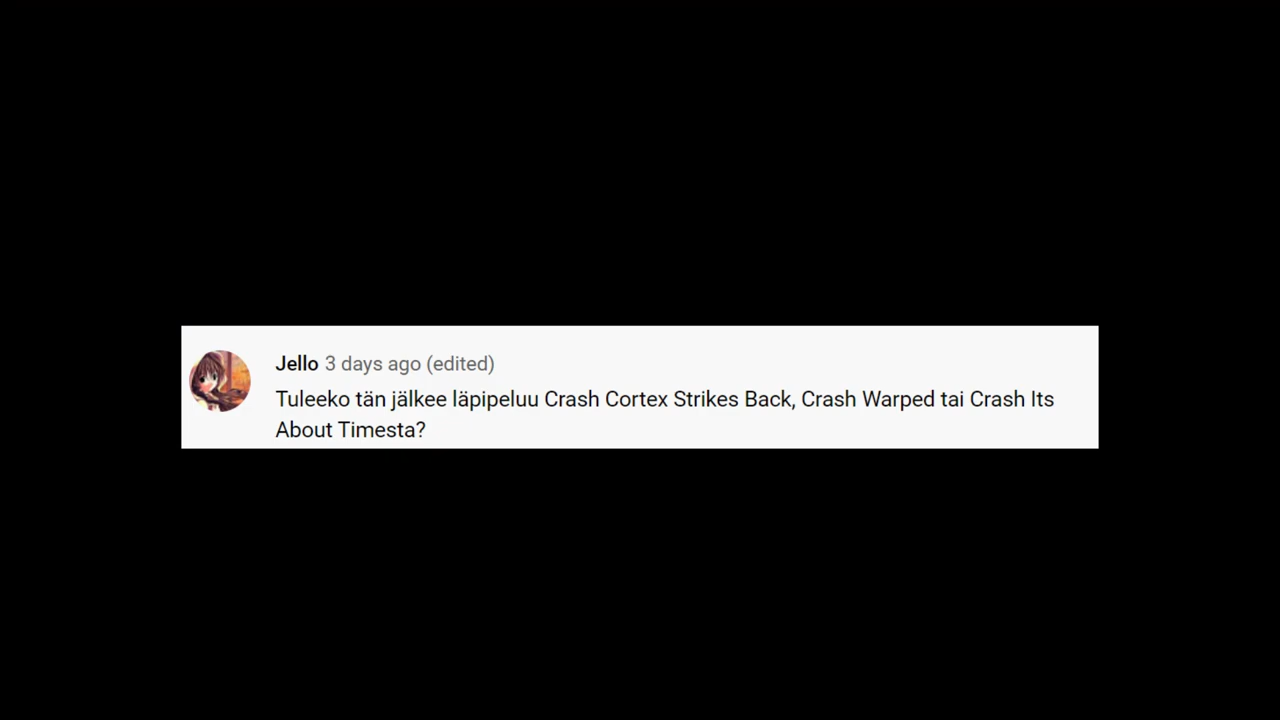 Jello 3 days ago (edited)
Tuleeko tän jälkee läpipeluu Crash Cortex Strikes Back, Crash Warped tai Crash Its
About Timesta?